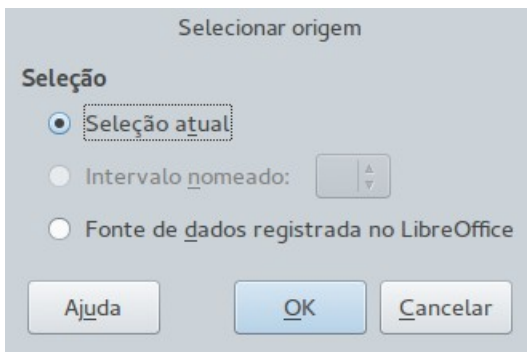 Selecionar origem
Seleção
Seleção atual
Intervalo nomeado:
Fonte de dados registrada no LibreOffice
Ajuda OK Cancelar